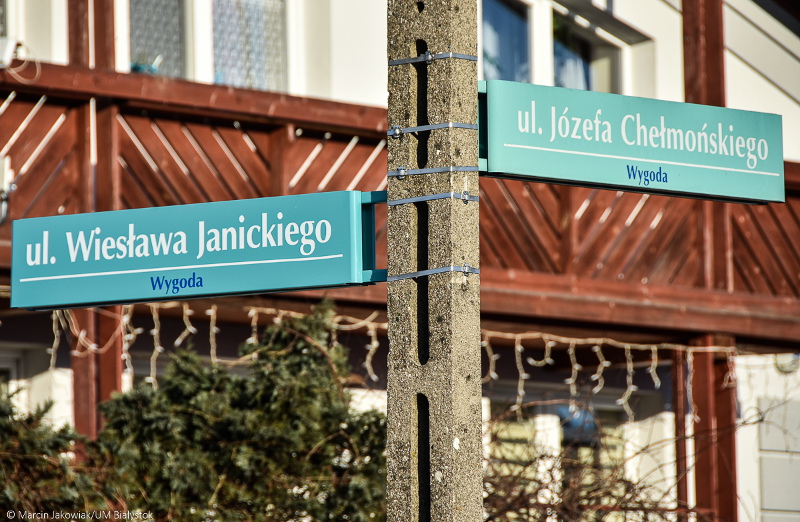 ul. Wiesława Janickiego
Wygoda
ul. Józefa Chełmońskiego
Wygoda
© Marcin Jakowiak/UM Białystok